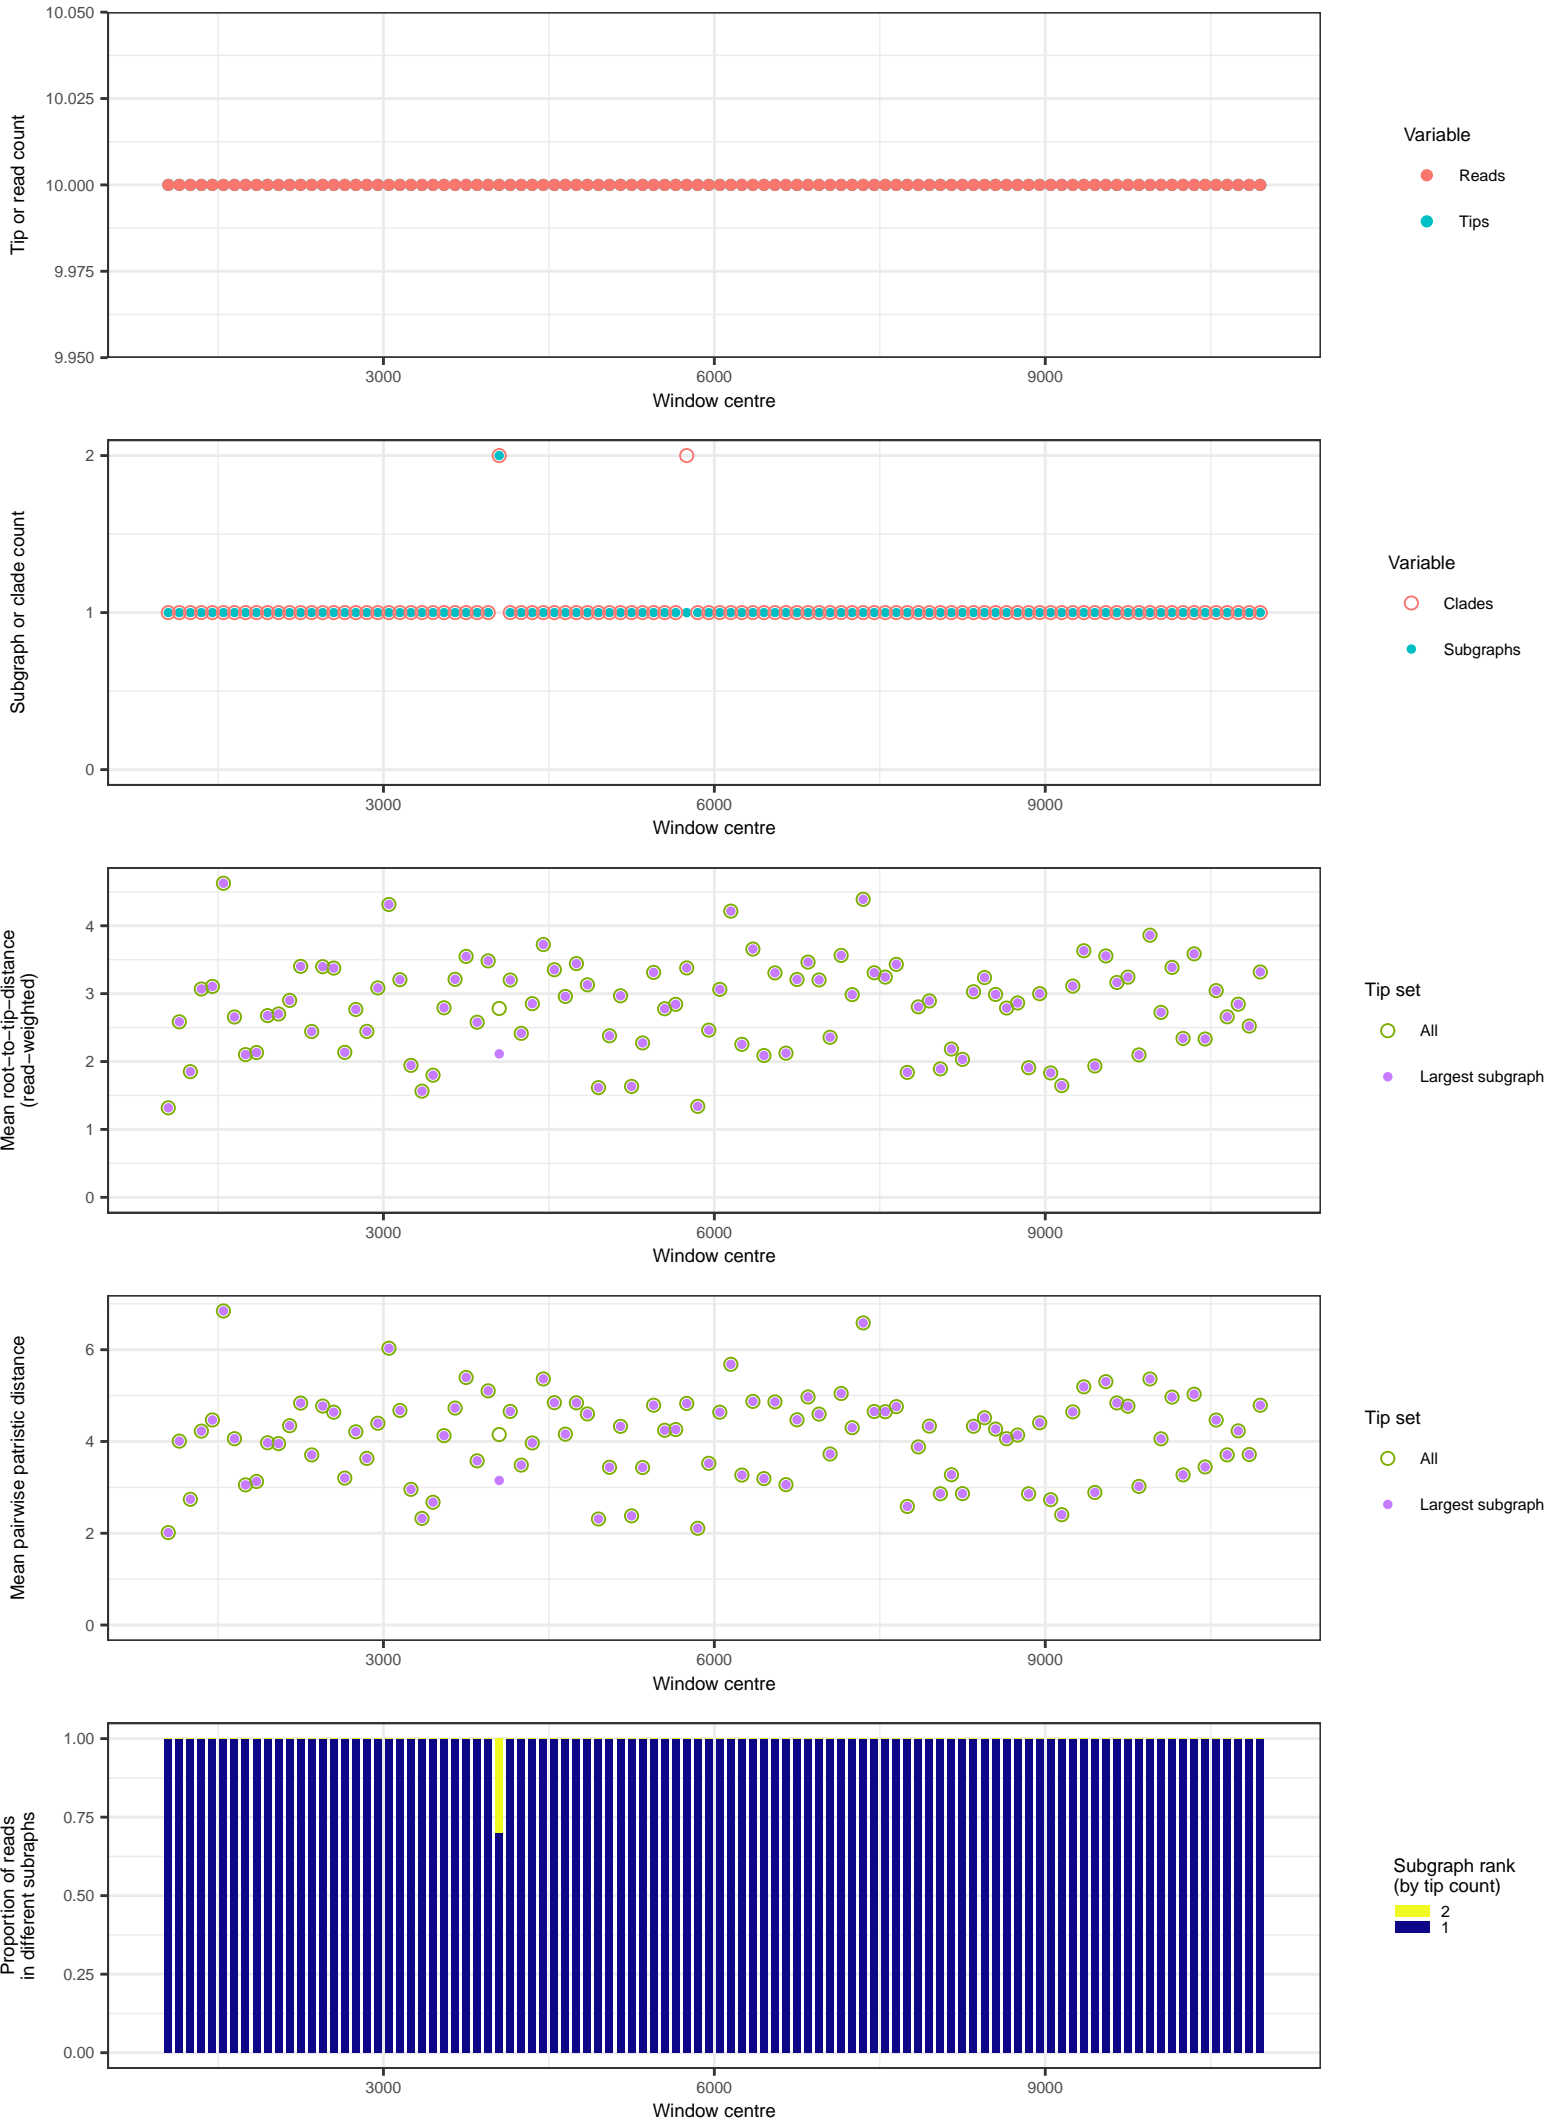 10.050
10.025
10.000
9.975
9.950
Tip or read count
3000
6000
9000
Window centre
Variable
Reads
Tips
2
1
0
Subgraph or clade count
3000
6000
9000
Window centre
Variable
Clades
Subgraphs
4
3
2
1
0
Mean root−to−tip−distance
(read−weighted)
3000
6000
9000
Window centre
Tip set
All
Largest subgraph
6
4
2
0
Mean pairwise patristic distance
3000
6000
9000
Window centre
Tip set
All
Largest subgraph
1.00
0.75
0.50
0.25
0.00
Proportion of reads
in different subraphs
3000
6000
9000
Window centre
Subgraph rank
(by tip count)
2
1